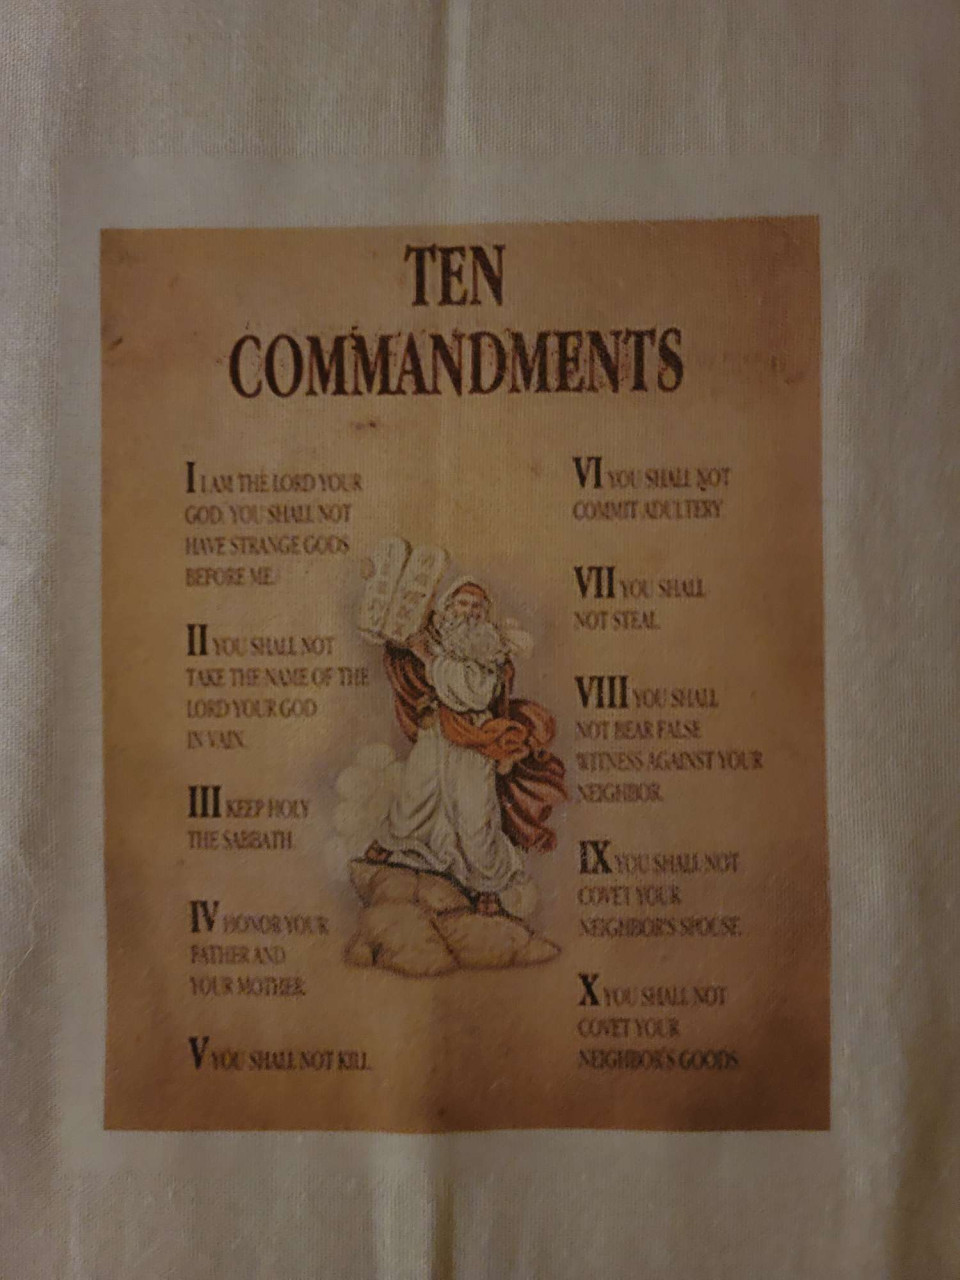 TEN
COMMANDMENTS
I I AM THE LORD YOUR
GOD. YOU SHALL NOT
HAVE STRANGE GODS
BEFORE ME.
II YOU SHALL NOT
TAKE THE NAME OF THE
LORD YOUR GOD
IN VAIN.
III KEEP HOLY
THE SABBATH.
IV HONOR YOUR
FATHER AND
YOUR MOTHER.
V YOU SHALL NOT KILL.
VI YOU SHALL NOT
COMMIT ADULTERY
VII YOU SHALL
NOT STEAL.
VIII YOU SHALL
NOT BEAR FALSE
WITNESS AGAINST YOUR
NEIGHBOR.
IX YOU SHALL NOT
COVET YOUR
NEIGHBOR'S SPOUSE.
X YOU SHALL NOT
COVET YOUR
NEIGHBOR'S GOODS.